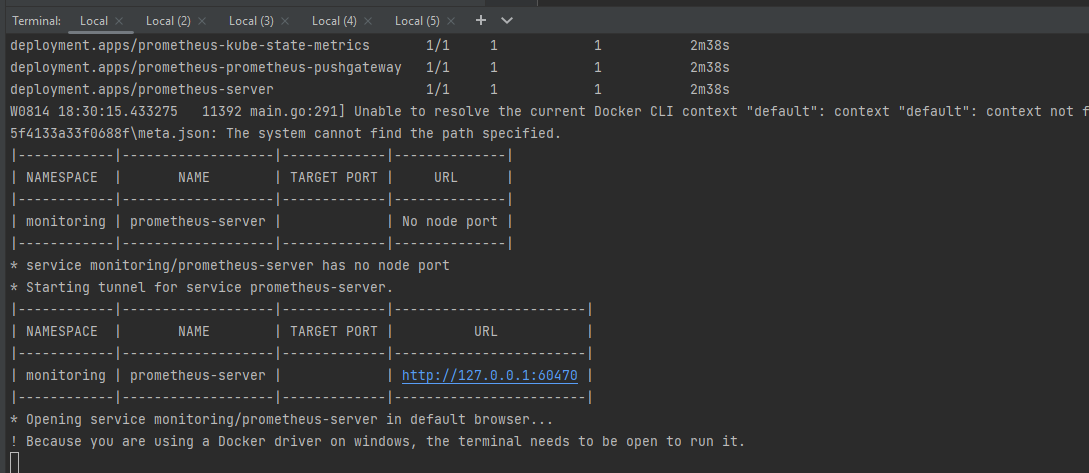 Terminal: Local × Local (2) × Local (3) × Local (4) × Local (5) × +
deployment.apps/prometheus-kube-state-metrics 1/1 1 1 2m38s
deployment.apps/prometheus-prometheus-pushgateway 1/1 1 1 2m38s
deployment.apps/prometheus-server 1/1 1 1 2m38s
W0814 18:30:15.433275 11392 main.go:291] Unable to resolve the current Docker CLI context "default": context "default": context not f
5f4133a33f0688f\meta.json: The system cannot find the path specified.
|------------|-------------------|-------------|--------------|
| NAMESPACE | NAME | TARGET PORT | URL |
|------------|-------------------|-------------|--------------|
| monitoring | prometheus-server | | No node port |
|------------|-------------------|-------------|--------------|
* service monitoring/prometheus-server has no node port
* Starting tunnel for service prometheus-server.
|------------|-------------------|-------------|------------------------|
| NAMESPACE | NAME | TARGET PORT | URL |
|------------|-------------------|-------------|------------------------|
| monitoring | prometheus-server | | http://127.0.0.1:60470 |
|------------|-------------------|-------------|------------------------|
* Opening service monitoring/prometheus-server in default browser...
! Because you are using a Docker driver on windows, the terminal needs to be open to run it.